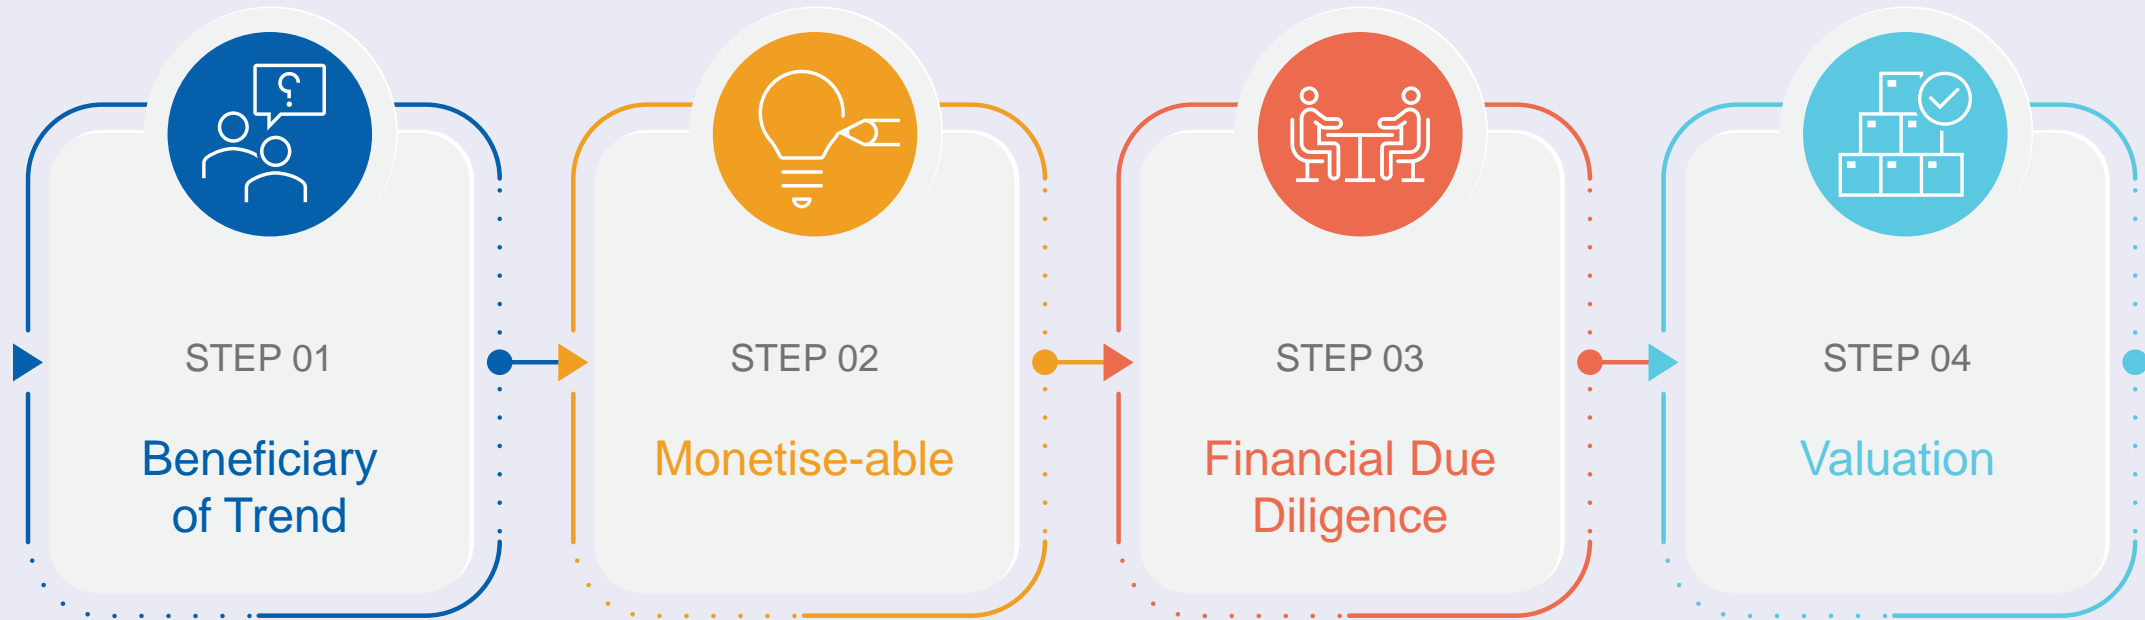 STEP 01
Beneficiary
of Trend
STEP 02
Monetise-able
STEP 03
Financial Due
Diligence
STEP 04
Valuation